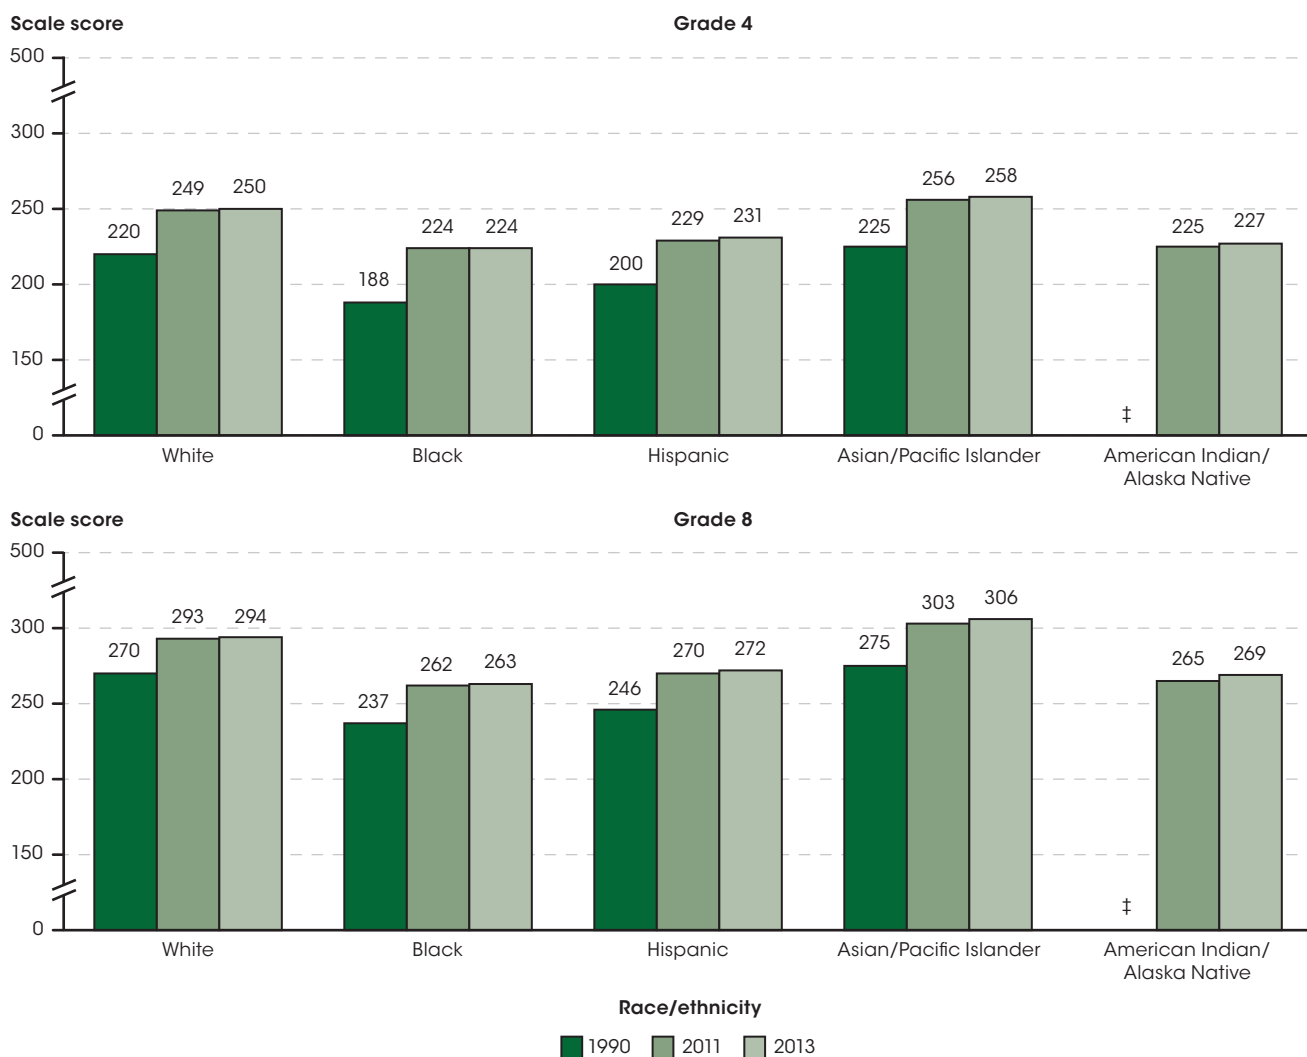 Scale score Grade 4
500
300
250
200
150
0
220 249 250
188 224 224
200 229 231
225 256 258
‡ 225 227
White Black Hispanic Asian/Pacific Islander American Indian/
Alaska Native
Scale score Grade 8
500
300
250
200
150
0
270 293 294
237 262 263
246 270 272
275 303 306
‡ 265 269
White Black Hispanic Asian/Pacific Islander American Indian/
Alaska Native
Race/ethnicity
1990 2011 2013